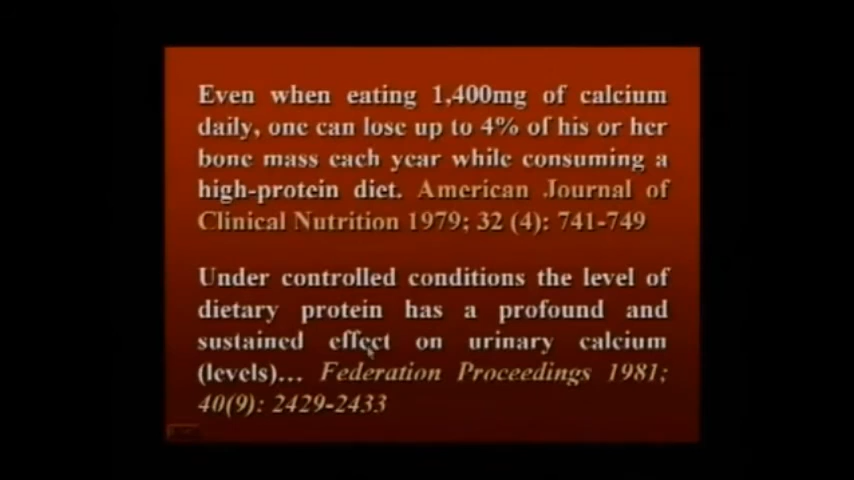 Even when eating 1,400mg of calcium
daily, one can lose up to 4% of his or her
bone mass each year while consuming a
high-protein diet. American Journal of
Clinical Nutrition 1979; 32 (4): 741-749
Under controlled conditions the level of
dietary protein has a profound and
sustained effect on urinary calcium
(levels)... Federation Proceedings 1981;
40(9): 2429-2433